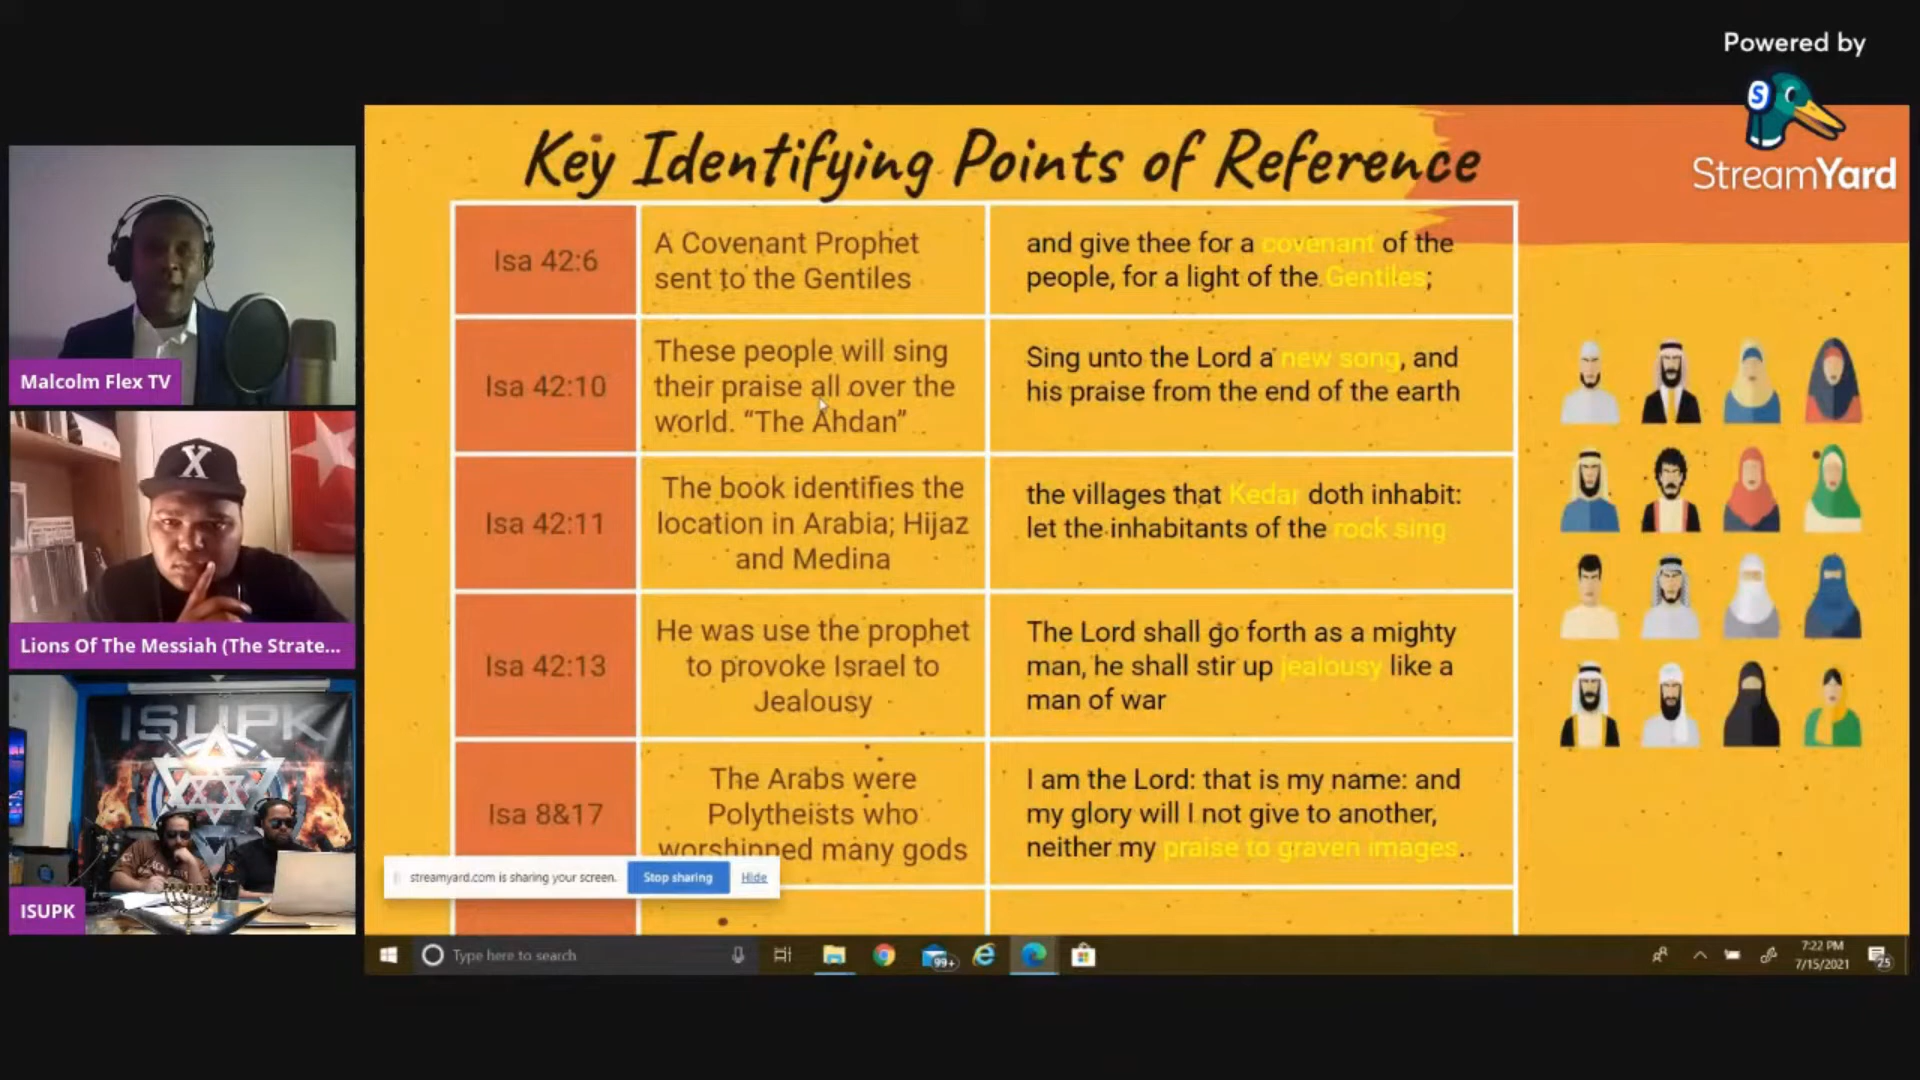 Powered by
StreamYard
Key Identifying Points of Reference
Isa 42:6
A Covenant Prophet
sent to the Gentiles
and give thee for a covenant of the
people, for a light of the Gentiles;
Isa 42:10
These people will sing
their praise all over the
world. “The Ahdan”
Sing unto the Lord a new song, and
his praise from the end of the earth
Isa 42:11
The book identifies the
location in Arabia; Hijaz
and Medina
the villages that Kedar doth inhabit:
let the inhabitants of the rock sing
Isa 42:13
He was use the prophet
to provoke Israel to
Jealousy
The Lord shall go forth as a mighty
man, he shall stir up jealousy like a
man of war
Isa 8&17
The Arabs were
Polytheists who
worshipped many gods
I am the Lord: that is my name: and
my glory will I not give to another,
neither my praise to graven images.
Malcolm Flex TV
X
Lions Of The Messiah (The Strate...
ISUPK
ISUPK
streamyard.com is sharing your screen.
Stop sharing
Hide
Type here to search
99+
7:22 PM
7/15/2021
25